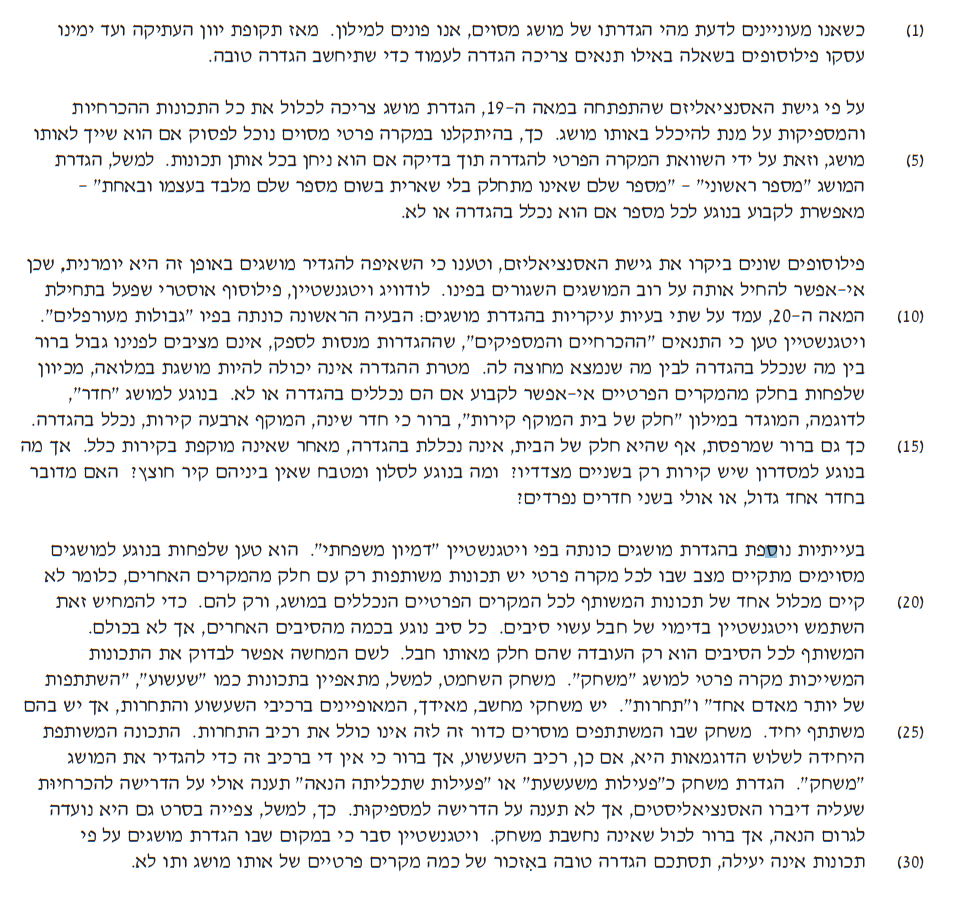 (1) כשאנו מעוניינים לדעת מהי הגדרתו של מושג מסוים, אנו פונים למילון. מאז תקופת יוון העתיקה ועד ימינו
עסקו פילוסופים בשאלה באילו תנאים צריכה הגדרה לעמוד כדי שתיחשב הגדרה טובה.
על פי גישת האסנציאליזם שהתפתחה במאה ה-19, הגדרת מושג צריכה לכלול את כל התכונות ההכרחיות
והמספיקות על מנת להיכלל באותו מושג. כך, בהיתקלנו במקרה פרטי מסוים נוכל לפסוק אם הוא שייך לאותו
(5) מושג, וזאת על ידי השוואת המקרה הפרטי להגדרה תוך בדיקה אם הוא ניחן בכל אותן תכונות. למשל, הגדרת
המושג "מספר ראשוני" - "מספר שלם שאינו מתחלק בלי שארית בשום מספר שלם מלבד בעצמו ובאחת" -
מאפשרת לקבוע בנוגע לכל מספר אם הוא נכלל בהגדרה או לא.
פילוסופים שונים ביקרו את גישת האסנציאליזם, וטענו כי השאיפה להגדיר מושגים באופן זה היא יומרנית, שכן
אי-אפשר להחיל אותה על רוב המושגים השגורים בפינו. לודוויג ויטגנשטיין, פילוסוף אוסטרי שפעל בתחילת
(10) המאה ה-20, עמד על שתי בעיות עיקריות בהגדרת מושגים: הבעיה הראשונה כונתה בפיו "גבולות מעורפלים".
ויטגנשטיין טען כי התנאים "ההכרחיים והמספיקים", שההגדרות מנסות לספק, אינם מציבים לפנינו גבול ברור
בין מה שנכלל בהגדרה לבין מה שנמצא מחוצה לה. מטרת ההגדרה אינה יכולה להיות מושגת במלואה, מכיוון
שלפחות בחלק מהמקרים הפרטיים אי-אפשר לקבוע אם הם נכללים בהגדרה או לא. בנוגע למושג "חדר",
לדוגמה, המוגדר במילון "חלק של בית המוקף קירות", ברור כי חדר שינה, המוקף ארבעה קירות, נכלל בהגדרה.
(15) כך גם ברור שמרפסת, אף שהיא חלק של הבית, אינה נכללת בהגדרה, מאחר שאינה מוקפת בקירות כלל. אך מה
בנוגע למסדרון שיש קירות רק בשניים מצדדיו? ומה בנוגע לסלון ומטבח שאין ביניהם קיר חוצץ? האם מדובר
בחדר אחד גדול, או אולי בשני חדרים נפרדים?
בעייתיות נוספת בהגדרת מושגים כונתה בפי ויטגנשטיין "דמיון משפחתי". הוא טען שלפחות בנוגע למושגים
מסוימים מתקיים מצב שבו לכל מקרה פרטי יש תכונות משותפות רק עם חלק מהמקרים האחרים, כלומר לא
(20) קיים מכלול אחד של תכונות המשותף לכל המקרים הפרטיים הנכללים במושג, ורק להם. כדי להמחיש זאת
השתמש ויטגנשטיין בדימוי של חבל עשוי סיבים. כל סיב נוגע בכמה מהסיבים האחרים, אך לא בכולם.
המשותף לכל הסיבים הוא רק העובדה שהם חלק מאותו חבל. לשם המחשה אפשר לבדוק את התכונות
המשייכות מקרה פרטי למושג "משחק". משחק השחמט, למשל, מתאפיין בתכונות כמו "שעשוע", "השתתפות
של יותר מאדם אחד" ו"תחרות". יש משחקי מחשב, מאידך, המאופיינים ברכיבי השעשוע והתחרות, אך יש בהם
(25) משתתף יחיד. משחק שבו המשתתפים מוסרים כדור זה לזה אינו כולל את רכיב התחרות. התכונה המשותפת
היחידה לשלוש הדוגמאות היא, אם כן, רכיב השעשוע, אך ברור כי אין די ברכיב זה כדי להגדיר את המושג
"משחק". הגדרת משחק כ"פעילות משעשעת" או "פעילות שתכליתה הנאה" תענה אולי על הדרישה להכרחיוּת
שעליה דיברו האסנציאליסטים, אך לא תענה על הדרישה למספיקוּת. כך, למשל, צפייה בסרט גם היא נועדה
לגרום הנאה, אך ברור לכול שאינה נחשבת משחק. ויטגנשטיין סבר כי במקום שבו הגדרת מושגים על פי
(30) תכונות אינה יעילה, תסתכם הגדרה טובה באִזכור של כמה מקרים פרטיים של אותו מושג ותו לא.